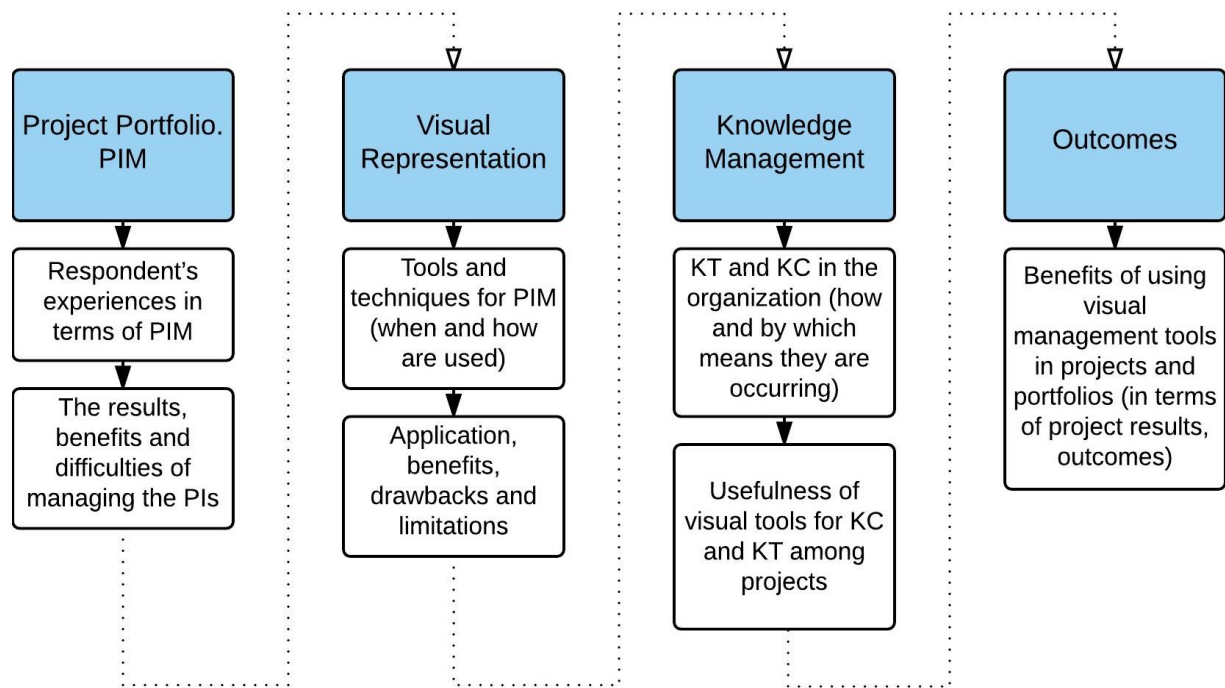 Project Portfolio.
PIM
Respondent's
experiences in
terms of PIM
The results,
benefits and
difficulties of
managing the PIs
Visual
Representation
Tools and
techniques for PIM
(when and how
are used)
Application,
benefits,
drawbacks and
limitations
Knowledge
Management
KT and KC in the
organization (how
and by which
means they are
occurring)
Usefulness of
visual tools for KC
and KT among
projects
Outcomes
Benefits of using
visual
management tools
in projects and
portfolios (in terms
of project results,
outcomes)